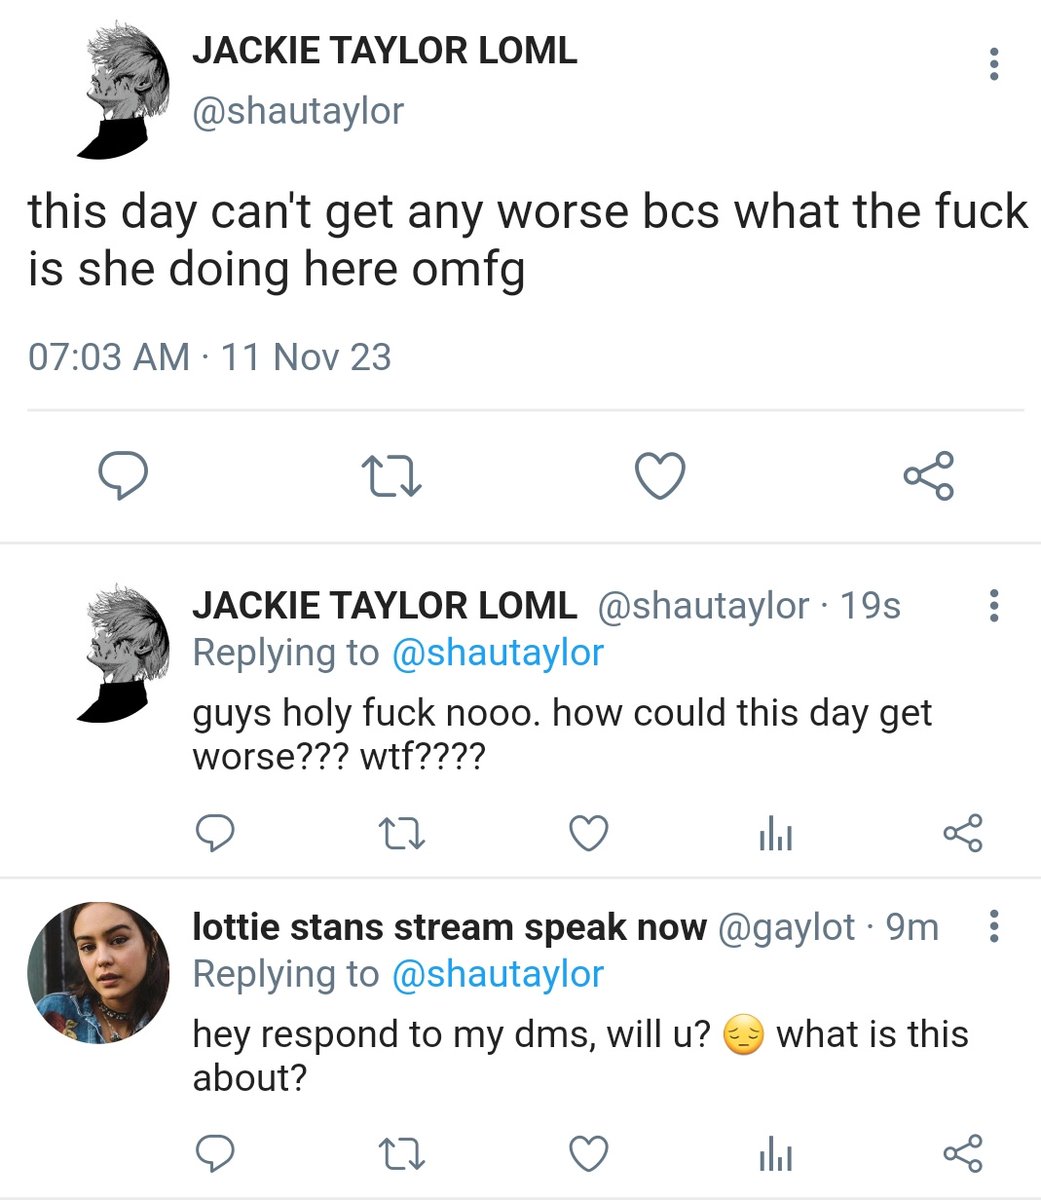 JACKIE TAYLOR LOML
@shautaylor
this day can't get any worse bcs what the fuck
is she doing here omfg
07:03 AM · 11 Nov 23
JACKIE TAYLOR LOML @shautaylor · 19s
Replying to @shautaylor
guys holy fuck nooo. how could this day get
worse??? wtf????
lottie stans stream speak now @gaylot · 9m
Replying to @shautaylor
hey respond to my dms, will u? 😔 what is this
about?